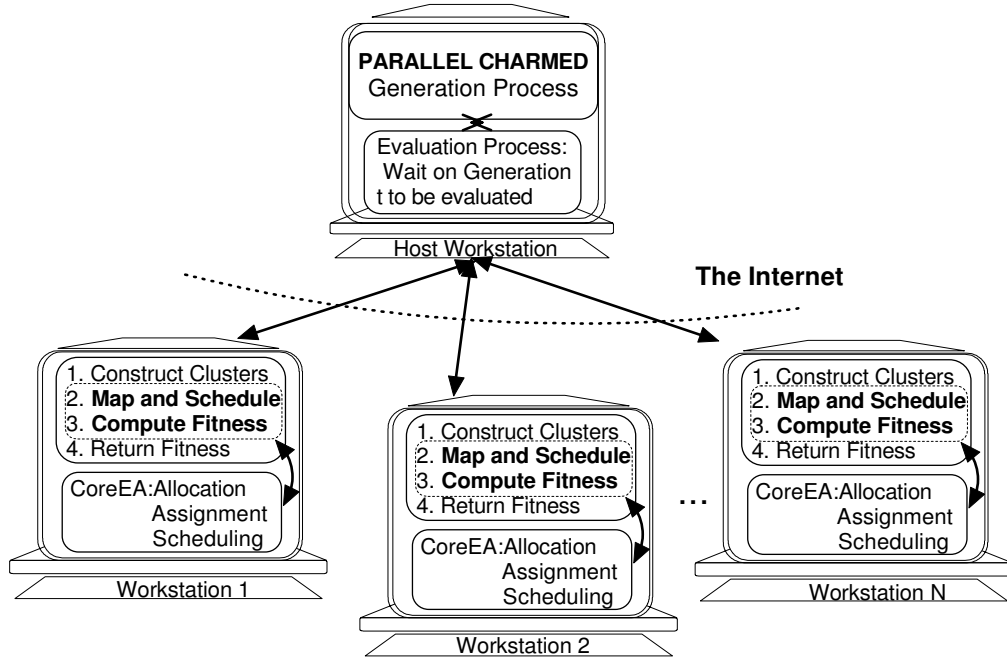 PARALLEL CHARMED
Generation Process
Evaluation Process:
Wait on Generation
t to be evaluated
Host Workstation
The Internet
1. Construct Clusters
2. Map and Schedule
3. Compute Fitness
4. Return Fitness
CoreEA:Allocation
Assignment
Scheduling
Workstation 1
1. Construct Clusters
2. Map and Schedule
3. Compute Fitness
4. Return Fitness
CoreEA:Allocation
Assignment
Scheduling
Workstation 2
...
1. Construct Clusters
2. Map and Schedule
3. Compute Fitness
4. Return Fitness
CoreEA:Allocation
Assignment
Scheduling
Workstation N